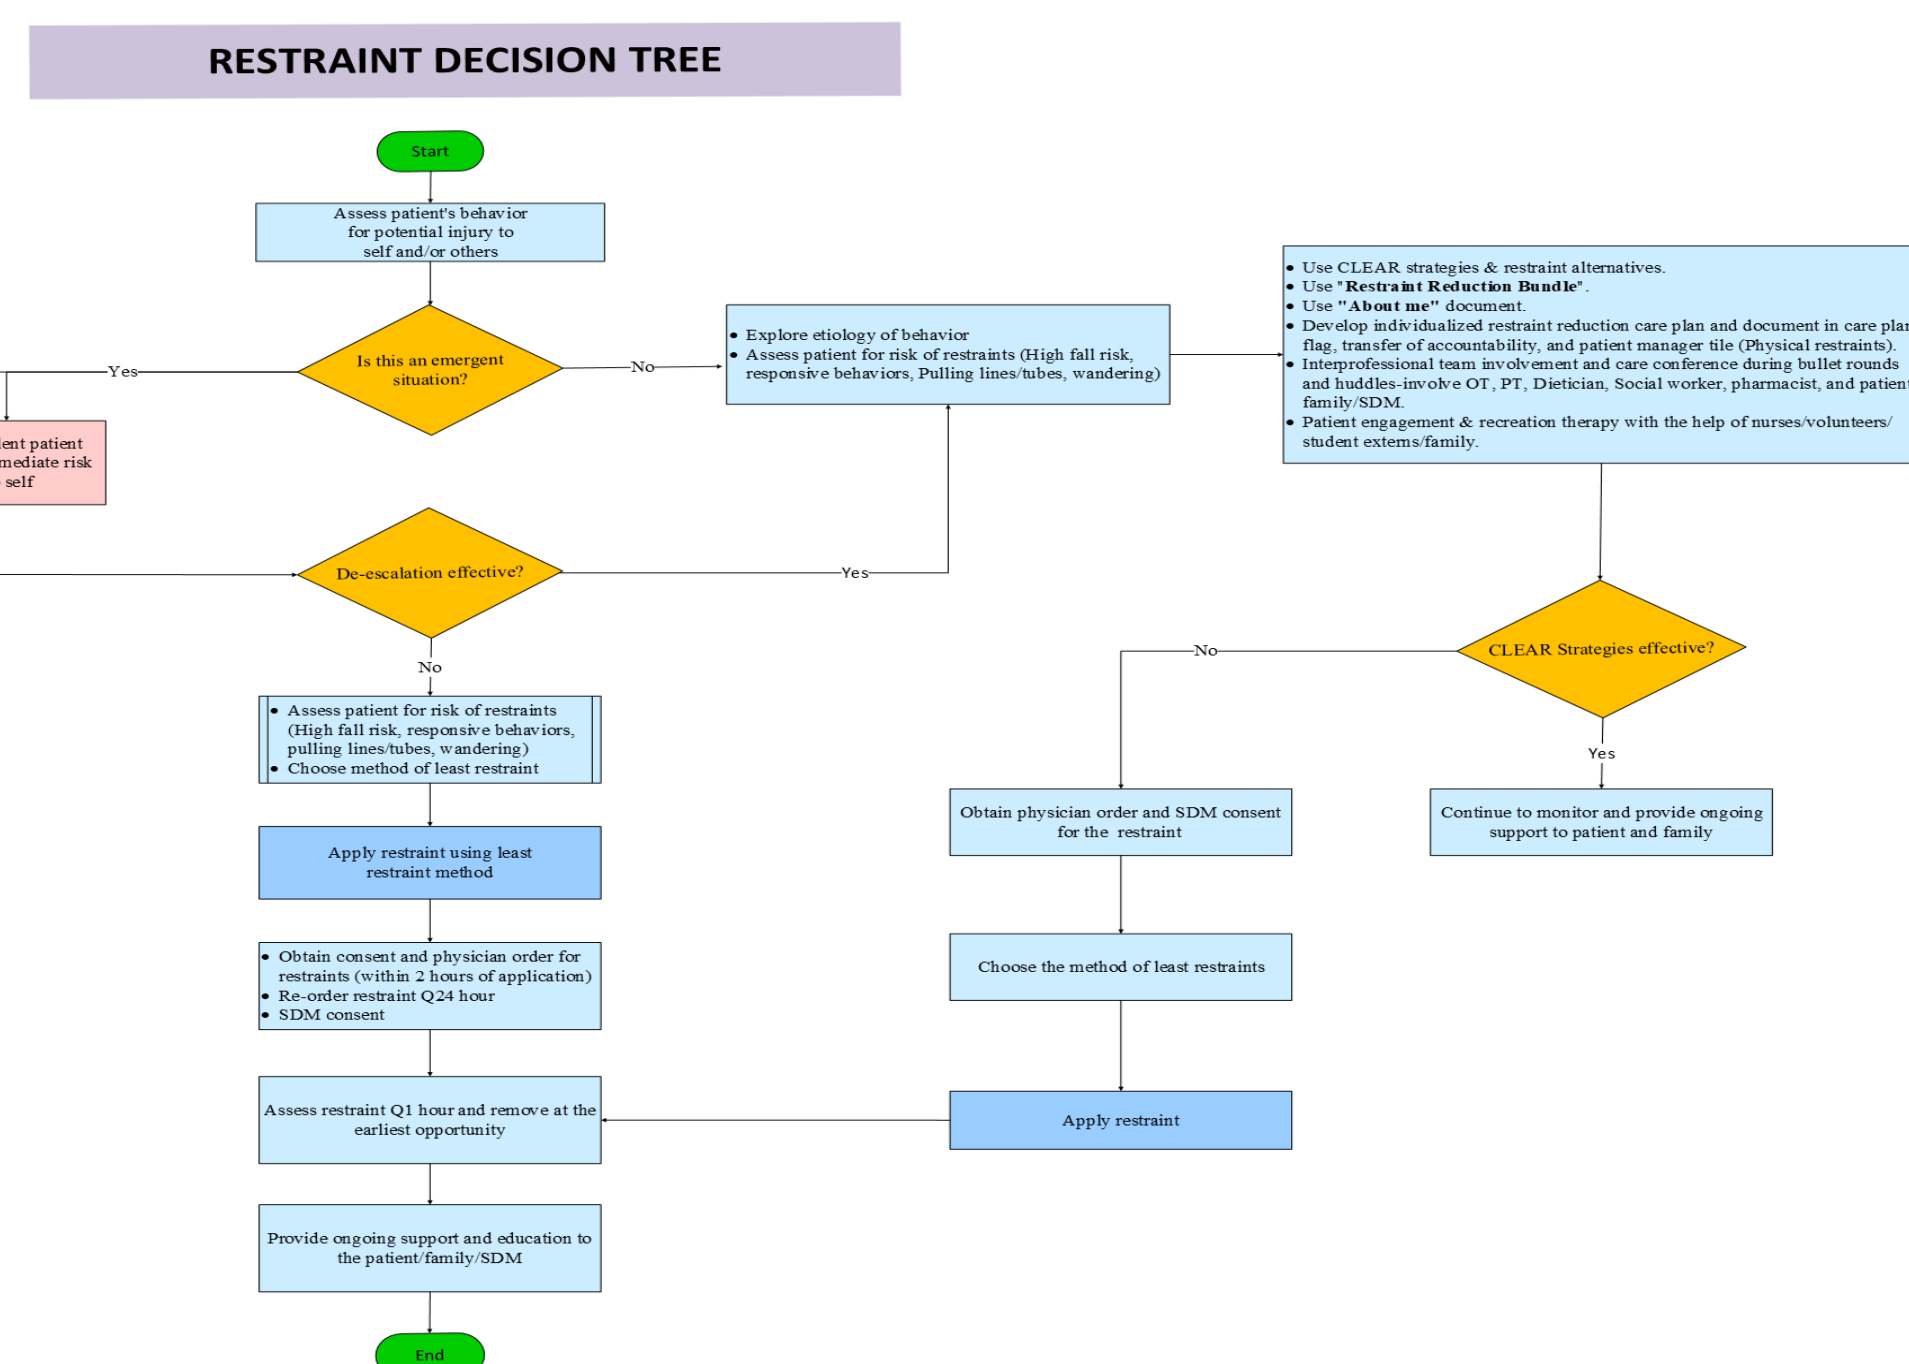 RESTRAINT DECISION TREE
Start
Assess patient's behavior
for potential injury to
self and/or others
Is this an emergent
situation?
Yes
No
patient
risk
self
• Explore etiology of behavior
• Assess patient for risk of restraints (High fall risk,
responsive behaviors, Pulling lines/tubes, wandering)
• Use CLEAR strategies & restraint alternatives.
• Use "Restraint Reduction Bundle".
• Use "About me" document.
• Develop individualized restraint reduction care plan and document in care plan
flag, transfer of accountability, and patient manager tile (Physical restraints).
• Interprofessional team involvement and care conference during bullet rounds
and huddles-involve OT, PT, Dietician, Social worker, pharmacist, and patient
family/SDM.
• Patient engagement & recreation therapy with the help of nurses/volunteers/
student externs/family.
De-escalation effective?
Yes
No
CLEAR Strategies effective?
No
Yes
• Assess patient for risk of restraints
(High fall risk, responsive behaviors,
pulling lines/tubes, wandering)
• Choose method of least restraint
Obtain physician order and SDM consent
for the restraint
Continue to monitor and provide ongoing
support to patient and family
Apply restraint using least
restraint method
• Obtain consent and physician order for
restraints (within 2 hours of application)
• Re-order restraint Q24 hour
• SDM consent
Choose the method of least restraints
Assess restraint Q1 hour and remove at the
earliest opportunity
Apply restraint
Provide ongoing support and education to
the patient/family/SDM
End